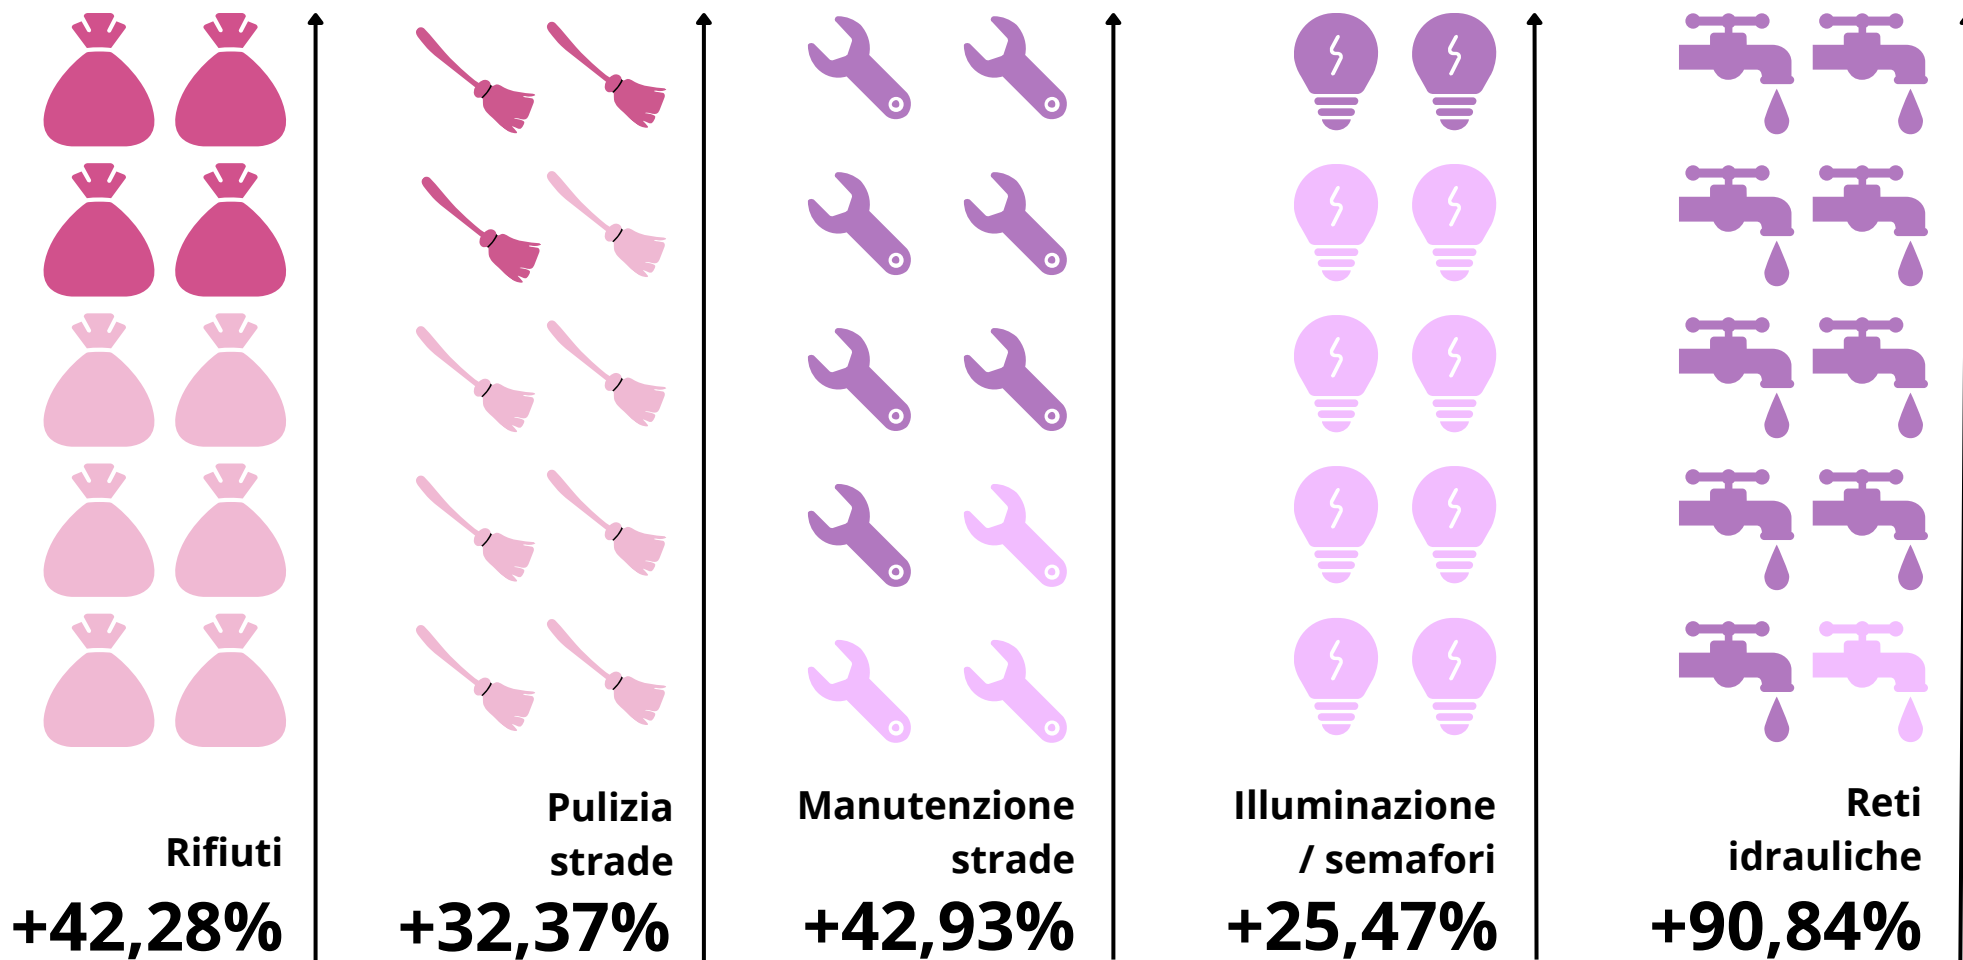 Rifiuti
+42,28%
Pulizia
strade
+32,37%
Manutenzione
strade
+42,93%
Illuminazione
/ semafori
+25,47%
Reti
idrauliche
+90,84%